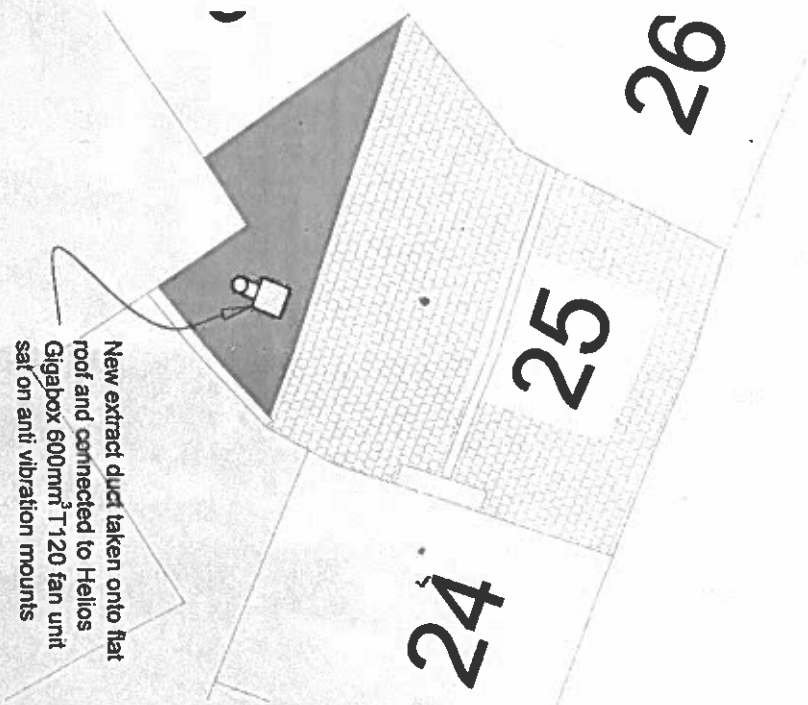 26
25
24
New extract duct taken onto flat
roof and connected to Helios
Gigabox 600mm³ T120 fan unit
sat on anti vibration mounts